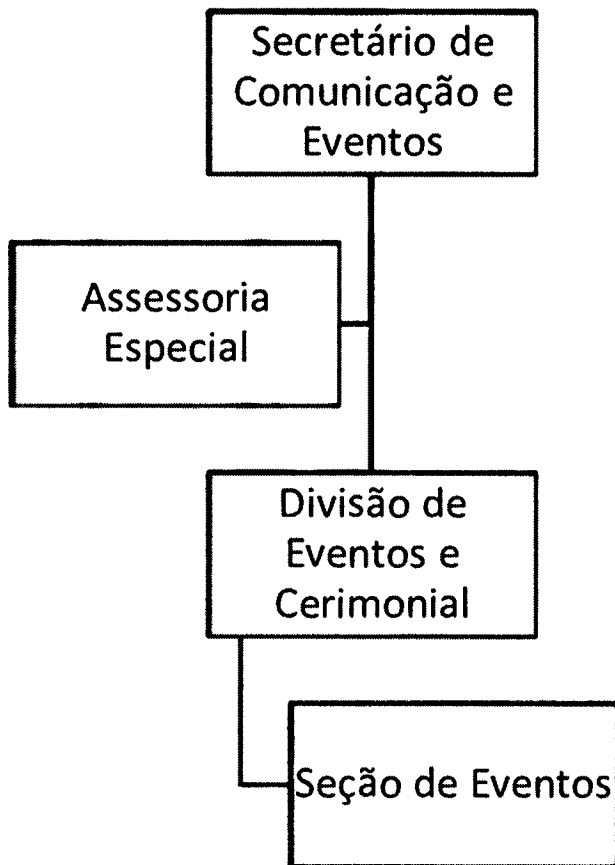 Secretário de
Comunicação e
Eventos
Assessoria
Especial
Divisão de
Eventos e
Cerimonial
Seção de Eventos